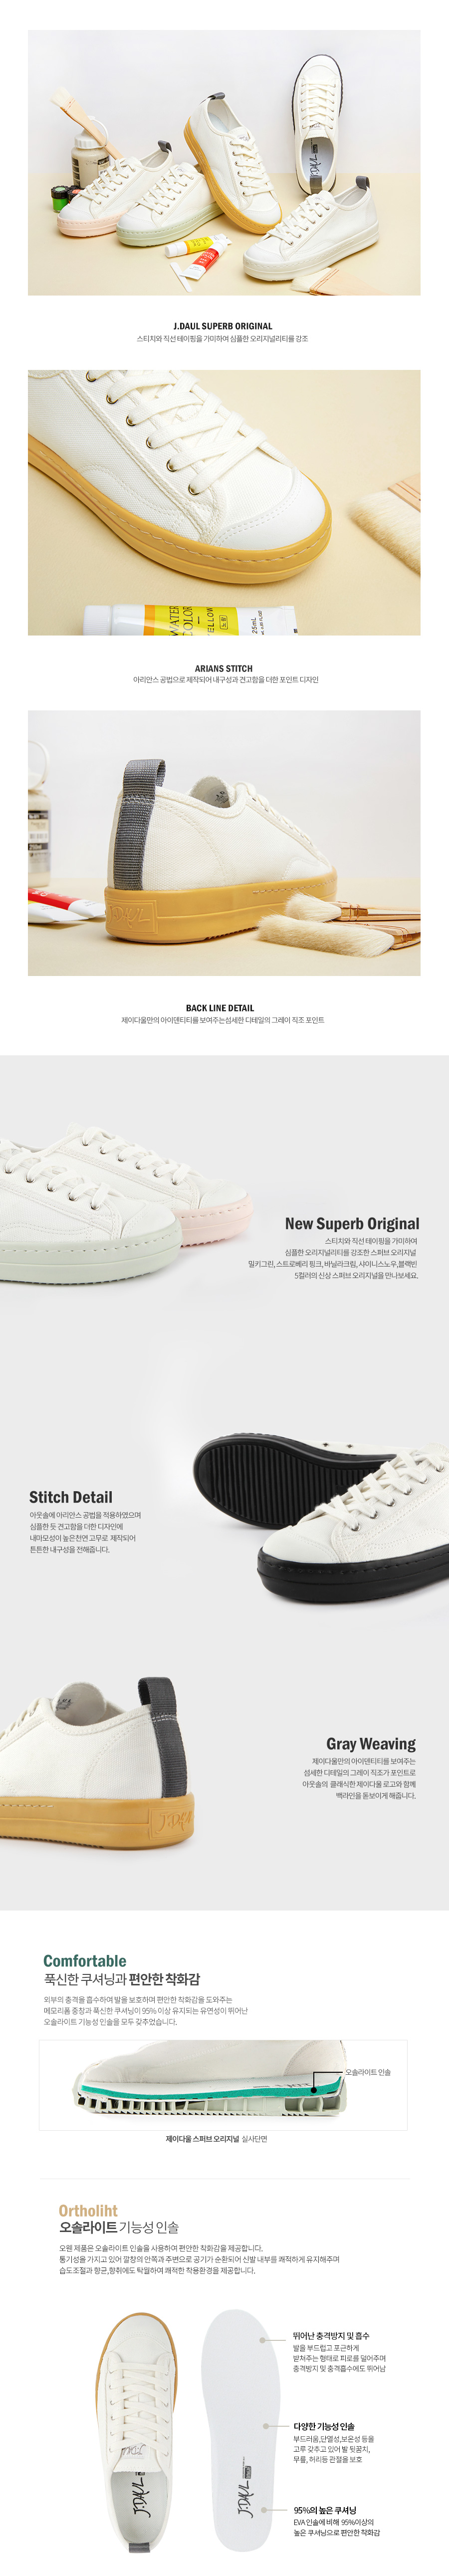 J.DAUL SUPERB ORIGINAL
스티치와 직선 테이핑을 가미하여 심플한 오리지널리티를 강조
WATER
COLOR
YELLOW
25mL
ARIANS STITCH
아리안스 공법으로 제작되어 내구성과 견고함을 더한 포인트 디자인
J.DAUL
BACK LINE DETAIL
제이다울만의 아이덴티티를 보여주는섬세한 디테일의 그레이 직조 포인트
New Superb Original
스티치와 직선 테이핑을 가미하여
심플한 오리지널리티를 강조한 스퍼브 오리지널
밀키그린, 스트로베리 핑크, 바닐라크림, 샤이니스노우,블랙빈
5컬러의 신상 스퍼브 오리지널을 만나보세요.
Stitch Detail
아웃솔에 아리안스 공법을 적용하였으며
심플한 듯 견고함을 더한 디자인에
내마모성이 높은천연 고무로 제작되어
튼튼한 내구성을 전해줍니다.
Gray Weaving
제이다울만의 아이덴티티를 보여주는
섬세한 디테일의 그레이 직조가 포인트로
아웃솔의 클래식한 제이다울 로고와 함께
백라인을 돋보이게 해줍니다.
J.DAUL
Comfortable
푹신한 쿠셔닝과 편안한 착화감
외부의 충격을 흡수하여 발을 보호하며 편안한 착화감을 도와주는
메모리폼 중창과 푹신한 쿠셔닝이 95% 이상 유지되는 유연성이 뛰어난
오솔라이트 기능성 인솔을 모두 갖추었습니다.
오솔라이트 인솔
제이다울 스퍼브 오리지널 실사단면
Ortholiht
오솔라이트 기능성 인솔
오웬 제품은 오솔라이트 인솔을 사용하여 편안한 착화감을 제공합니다.
통기성을 가지고 있어 깔창의 안쪽과 주변으로 공기가 순환되어 신발 내부를 쾌적하게 유지해주며
습도조절과 항균,항취에도 탁월하여 쾌적한 착용환경을 제공합니다.
뛰어난 충격방지 및 흡수
발을 부드럽고 포근하게
받쳐주는 형태로 피로를 덜어주며
충격방지 및 충격흡수에도 뛰어남
다양한 기능성 인솔
부드러움,단열성,보온성 등을
고루 갖추고 있어 발 뒷꿈치,
무릎, 허리등 관절을 보호
J.DAUL
J.DAUL
95%의 높은 쿠셔닝
EVA 인솔에 비해 95%이상의
높은 쿠셔닝으로 편안한 착화감